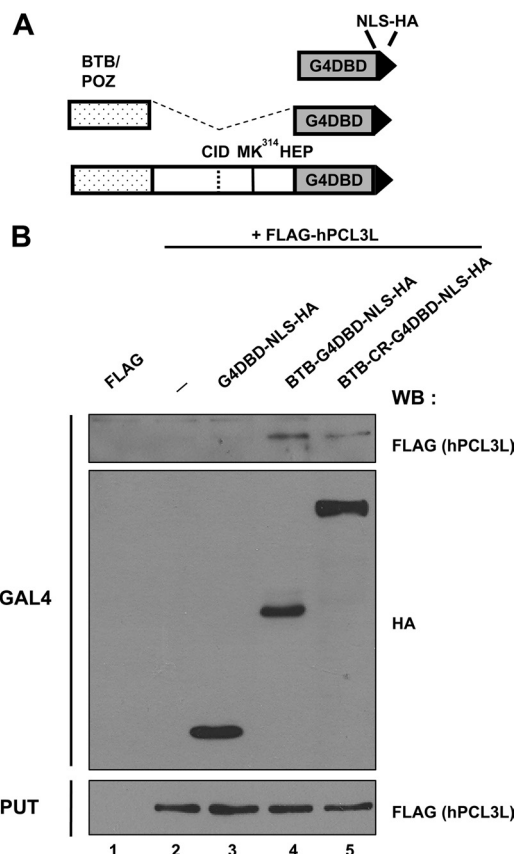 A
NLS-HA
G4DBD
BTB/
POZ
G4DBD
CID MK314HEP
G4DBD
B
+ FLAG-hPCL3L
FLAG
–
G4DBD-NLS-HA
BTB-G4DBD-NLS-HA
BTB-CR-G4DBD-NLS-HA
WB :
FLAG (hPCL3L)
GAL4
HA
PUT
FLAG (hPCL3L)
1 2 3 4 5